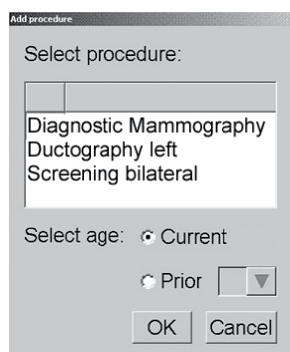 Add procedure
Select procedure:
Diagnostic Mammography
Ductography left
Screening bilateral
Select age: Current
Prior
OK Cancel